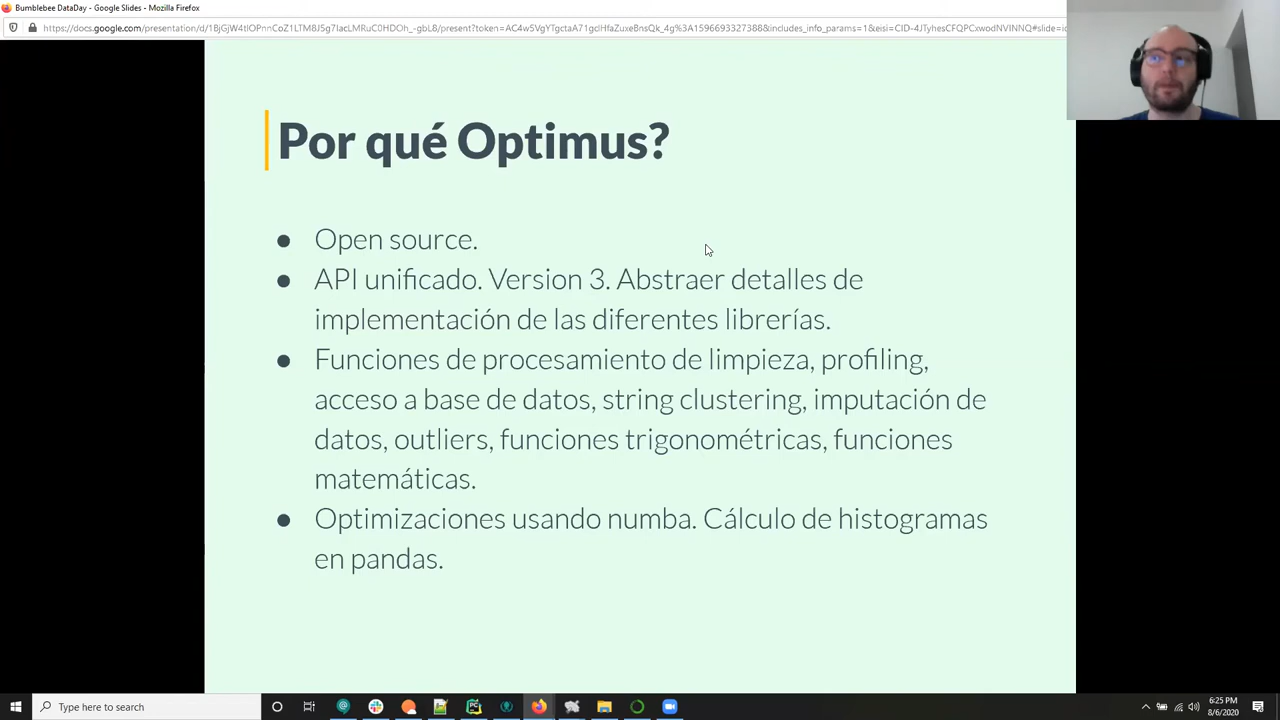 Bumblebee DataDay - Google Slides - Mozilla Firefox
Por qué Optimus?
Open source.
API unificado. Version 3. Abstraer detalles de
implementación de las diferentes librerías.
Funciones de procesamiento de limpieza, profiling,
acceso a base de datos, string clustering, imputación de
datos, outliers, funciones trigonométricas, funciones
matemáticas.
Optimizaciones usando numba. Cálculo de histogramas
en pandas.
Type here to search
6:25 PM
8/6/2020